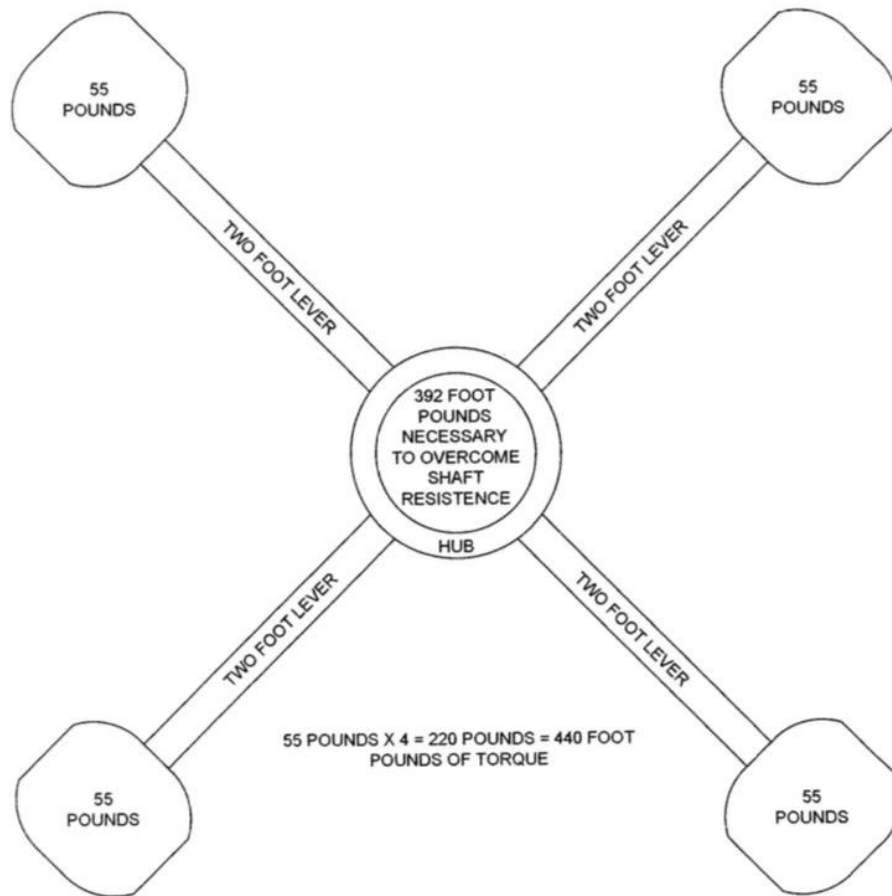 55
POUNDS
55
POUNDS
TWO FOOT LEVER
TWO FOOT LEVER
392 FOOT
POUNDS
NECESSARY
TO OVERCOME
SHAFT
RESISTENCE
HUB
TWO FOOT LEVER
TWO FOOT LEVER
55 POUNDS X 4 = 220 POUNDS = 440 FOOT
POUNDS OF TORQUE
55
POUNDS
55
POUNDS